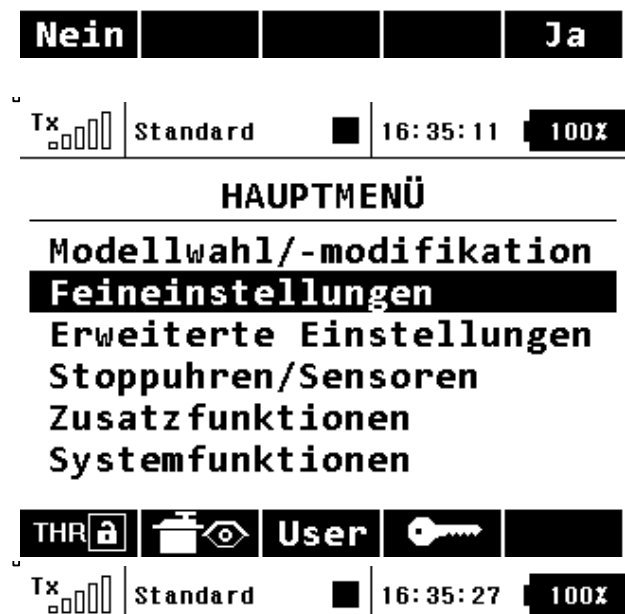 Nein Ja
Tx Standard 16:35:11 100%
HAUPTMENÜ
Modellwahl/-modifikation
Feineinstellungen
Erweiterte Einstellungen
Stoppuhren/Sensoren
Zusatzfunktionen
Systemfunktionen
THR User
Tx Standard 16:35:27 100%